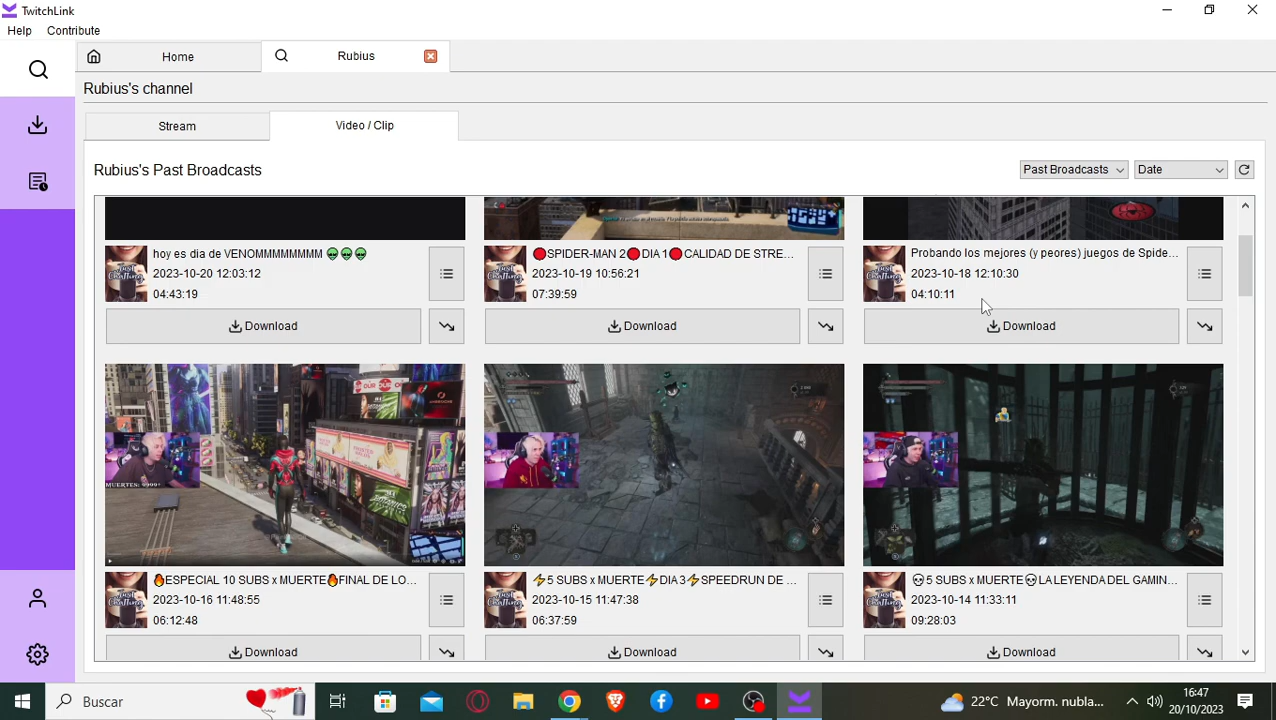 TwitchLink
Help Contribute
Home Rubius
Rubius's channel
Stream Video / Clip
Rubius's Past Broadcasts Past Broadcasts Date
hoy es dia de VENOMMMMMMMM 👽👽👽
2023-10-20 12:03:12
04:43:19
Download
🔴SPIDER-MAN 2🔴DIA 1🔴CALIDAD DE STRE...
2023-10-19 10:56:21
07:39:59
Download
Probando los mejores (y peores) juegos de Spide...
2023-10-18 12:10:30
04:10:11
Download
MUERTES: 9999!
🔥ESPECIAL 10 SUBS x MUERTE🔥FINAL DE LO...
2023-10-16 11:48:55
06:12:48
Download
⚡5 SUBS x MUERTE⚡DIA 3⚡SPEEDRUN DE ...
2023-10-15 11:47:38
06:37:59
Download
💀5 SUBS x MUERTE💀LA LEYENDA DEL GAMIN...
2023-10-14 11:33:11
09:28:03
Download
Buscar
22°C Mayorm. nubla...
16:47
20/10/2023